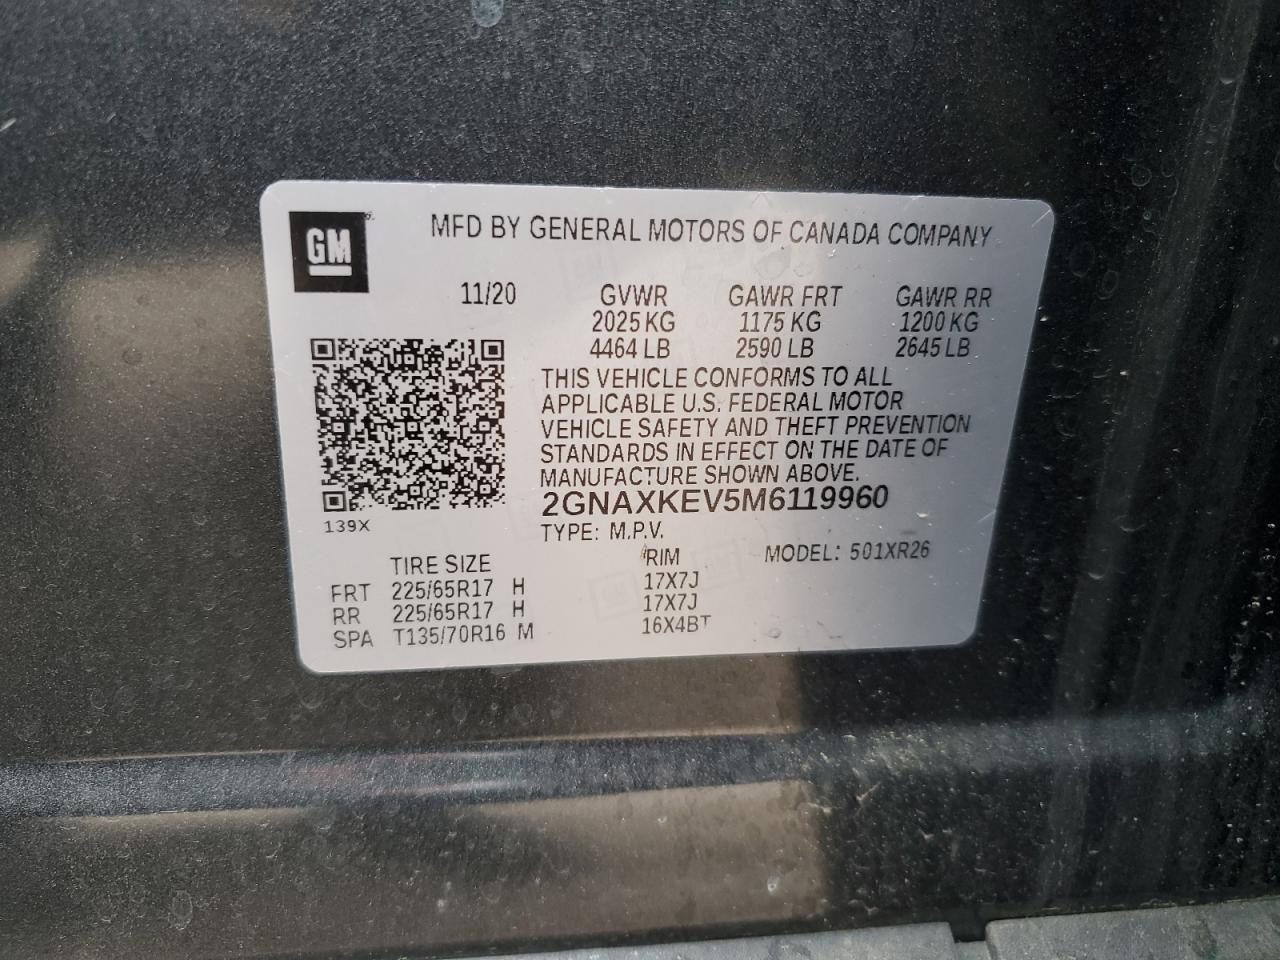 GM
MFD BY GENERAL MOTORS OF CANADA COMPANY
11/20 GVWR GAWR FRT GAWR RR
2025 KG 1175 KG 1200 KG
4464 LB 2590 LB 2645 LB
THIS VEHICLE CONFORMS TO ALL
APPLICABLE U.S. FEDERAL MOTOR
VEHICLE SAFETY AND THEFT PREVENTION
STANDARDS IN EFFECT ON THE DATE OF
MANUFACTURE SHOWN ABOVE.
2GNAXKEV5M6119960
139X
TYPE: M.P.V.
TIRE SIZE RIM MODEL: 501XR26
FRT 225/65R17 H 17X7J
RR 225/65R17 H 17X7J
SPA T135/70R16 M 16X4BT